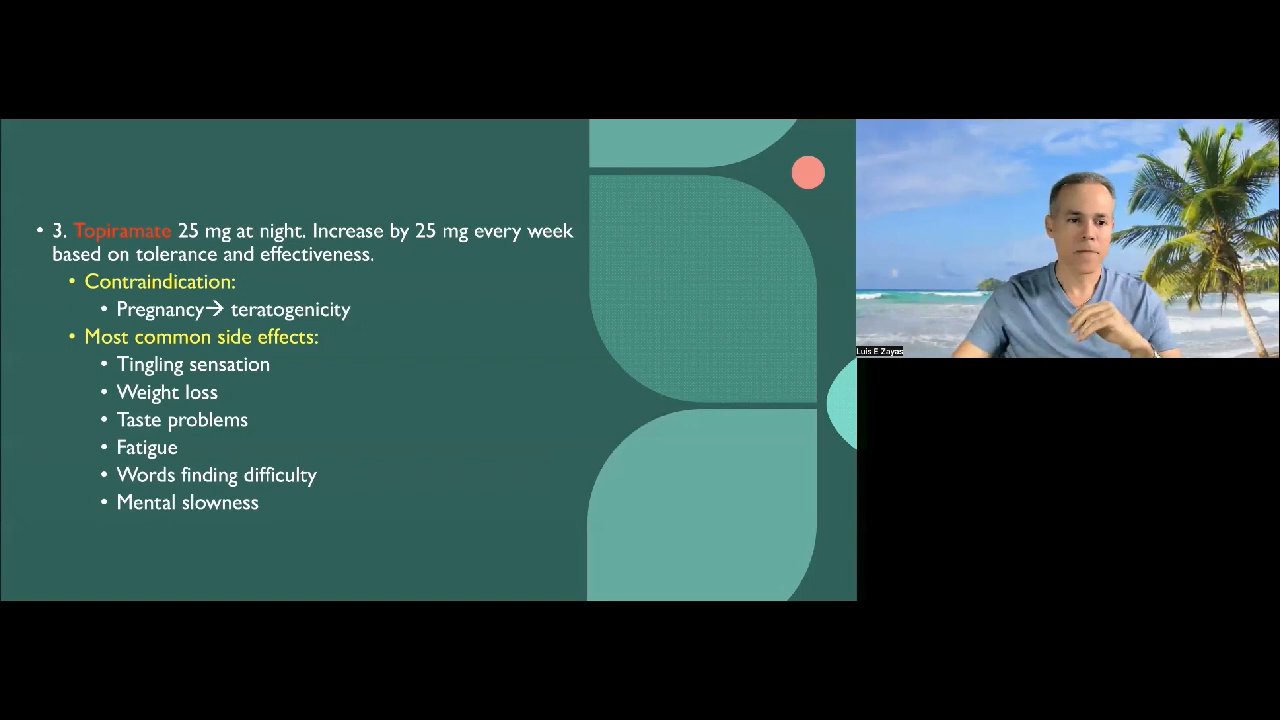 • 3. Topiramate 25 mg at night. Increase by 25 mg every week
based on tolerance and effectiveness.
• Contraindication:
• Pregnancy→ teratogenicity
• Most common side effects:
• Tingling sensation
• Weight loss
• Taste problems
• Fatigue
• Words finding difficulty
• Mental slowness
Luis E Zayas